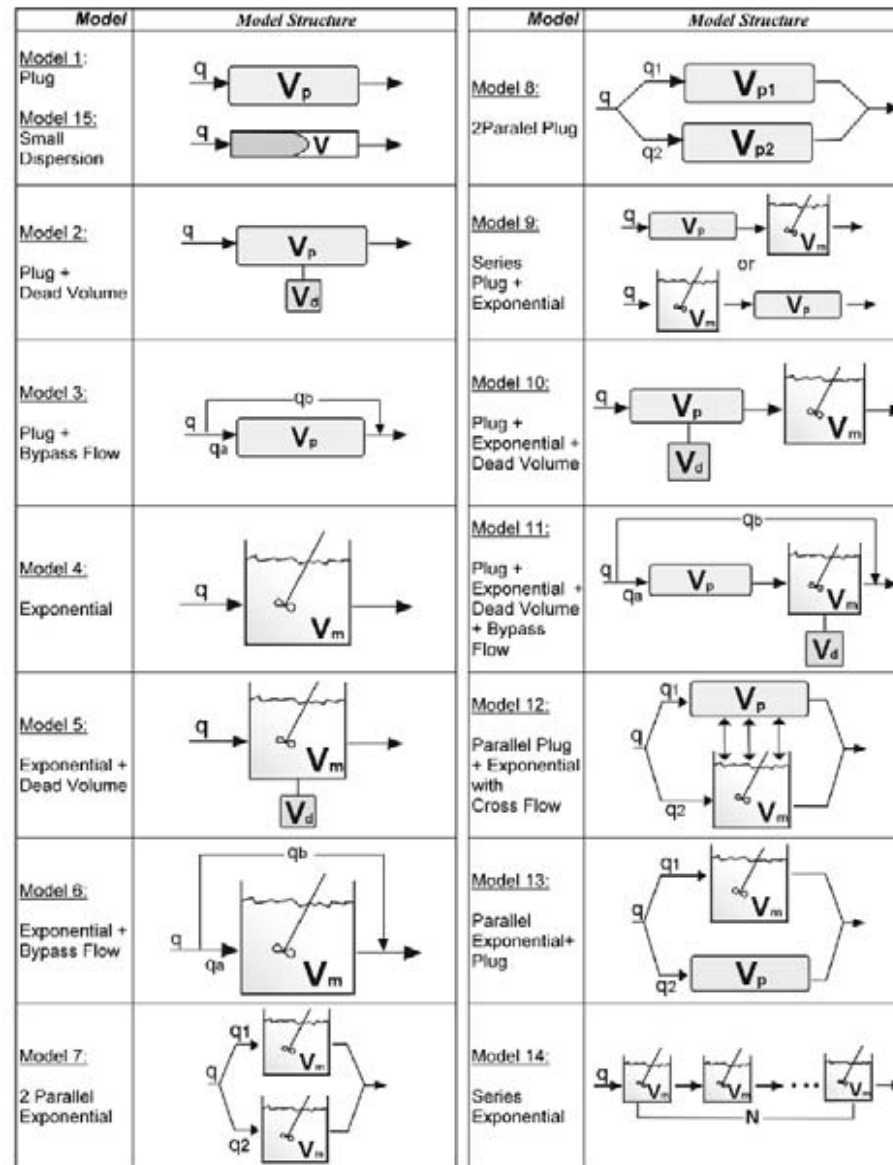 Model
Model Structure
Model 1:
Plug
q
Vp
Model 15:
Small
Dispersion
q
V
Model 2:
Plug +
Dead Volume
q
Vp
Vd
Model 3:
Plug +
Bypass Flow
qb
q
qa
Vp
Model 4:
Exponential
q
Vm
Model 5:
Exponential +
Dead Volume
q
Vm
Vd
Model 6:
Exponential +
Bypass Flow
qb
q
qa
Vm
Model 7:
2 Parallel
Exponential
q1
Vm
q
q2
Vm
Model
Model Structure
Model 8:
2Paralel Plug
q1
Vp1
q
q2
Vp2
Model 9:
Series
Plug +
Exponential
q
Vp
Vm
or
q
Vm
Vp
Model 10:
Plug +
Exponential +
Dead Volume
q
Vp
Vm
Vd
Model 11:
Plug +
Exponential +
Dead Volume
+ Bypass
Flow
qb
q
qa
Vp
Vm
Vd
Model 12:
Parallel Plug
+ Exponential
with
Cross Flow
q1
Vp
q
q2
Vm
Model 13:
Parallel
Exponential+
Plug
q1
Vm
q
q2
Vp
Model 14:
Series
Exponential
q
Vm
Vm
Vm
N